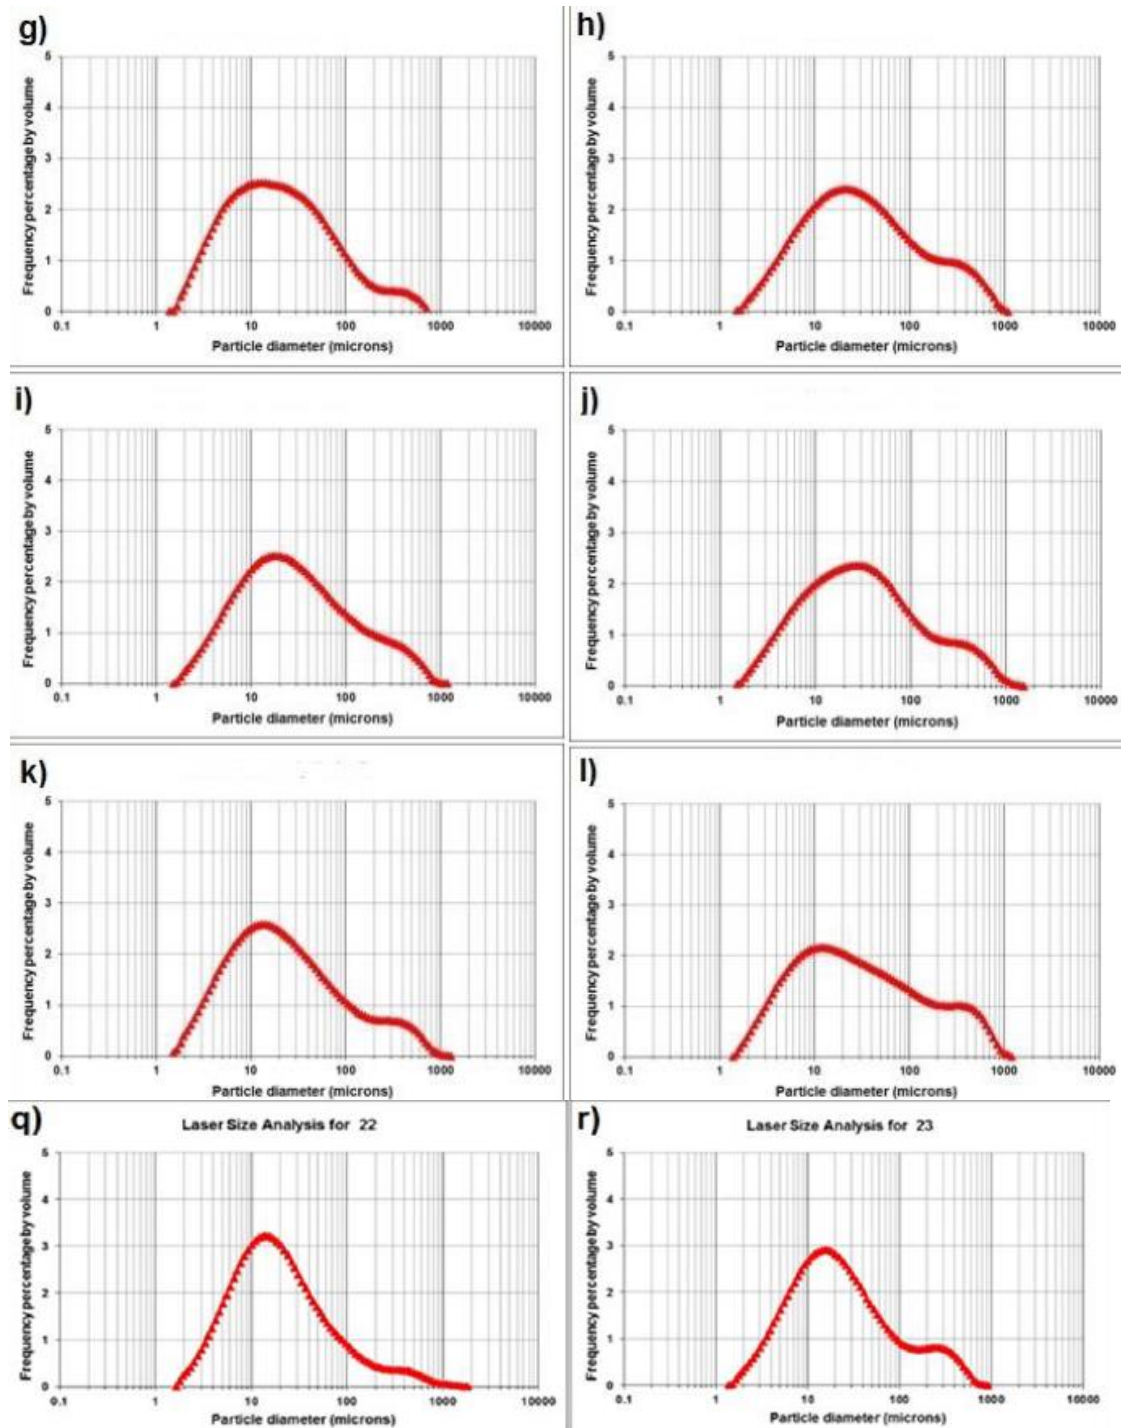 g)
h)
Frequency percentage by volume
5
4
3
2
1
0
0.1 1 10 100 1000 10000
Particle diameter (microns)
Frequency percentage by volume
5
4
3
2
1
0
0.1 1 10 100 1000 10000
Particle diameter (microns)
i)
j)
Frequency percentage by volume
5
4
3
2
1
0
0.1 1 10 100 1000 10000
Particle diameter (microns)
Frequency percentage by volume
5
4
3
2
1
0
0.1 1 10 100 1000 10000
Particle diameter (microns)
k)
l)
Frequency percentage by volume
5
4
3
2
1
0
0.1 1 10 100 1000 10000
Particle diameter (microns)
Frequency percentage by volume
5
4
3
2
1
0
0.1 1 10 100 1000 10000
Particle diameter (microns)
q)
Laser Size Analysis for 22
r)
Laser Size Analysis for 23
Frequency percentage by volume
5
4
3
2
1
0
0.1 1 10 100 1000 10000
Particle diameter (microns)
Frequency percentage by volume
5
4
3
2
1
0
0.1 1 10 100 1000 10000
Particle diameter (microns)